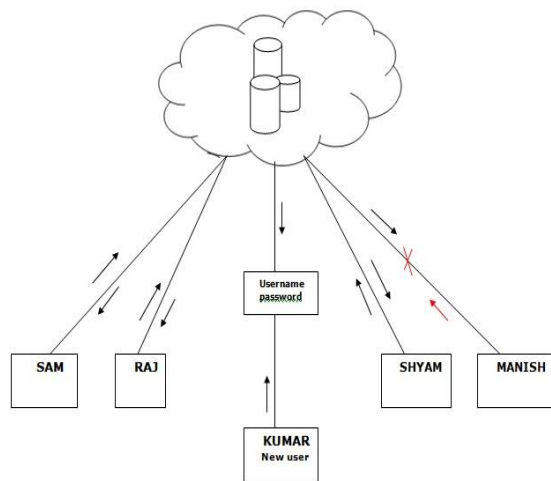 Username
password
SAM
RAJ
SHYAM
MANISH
KUMAR
New user